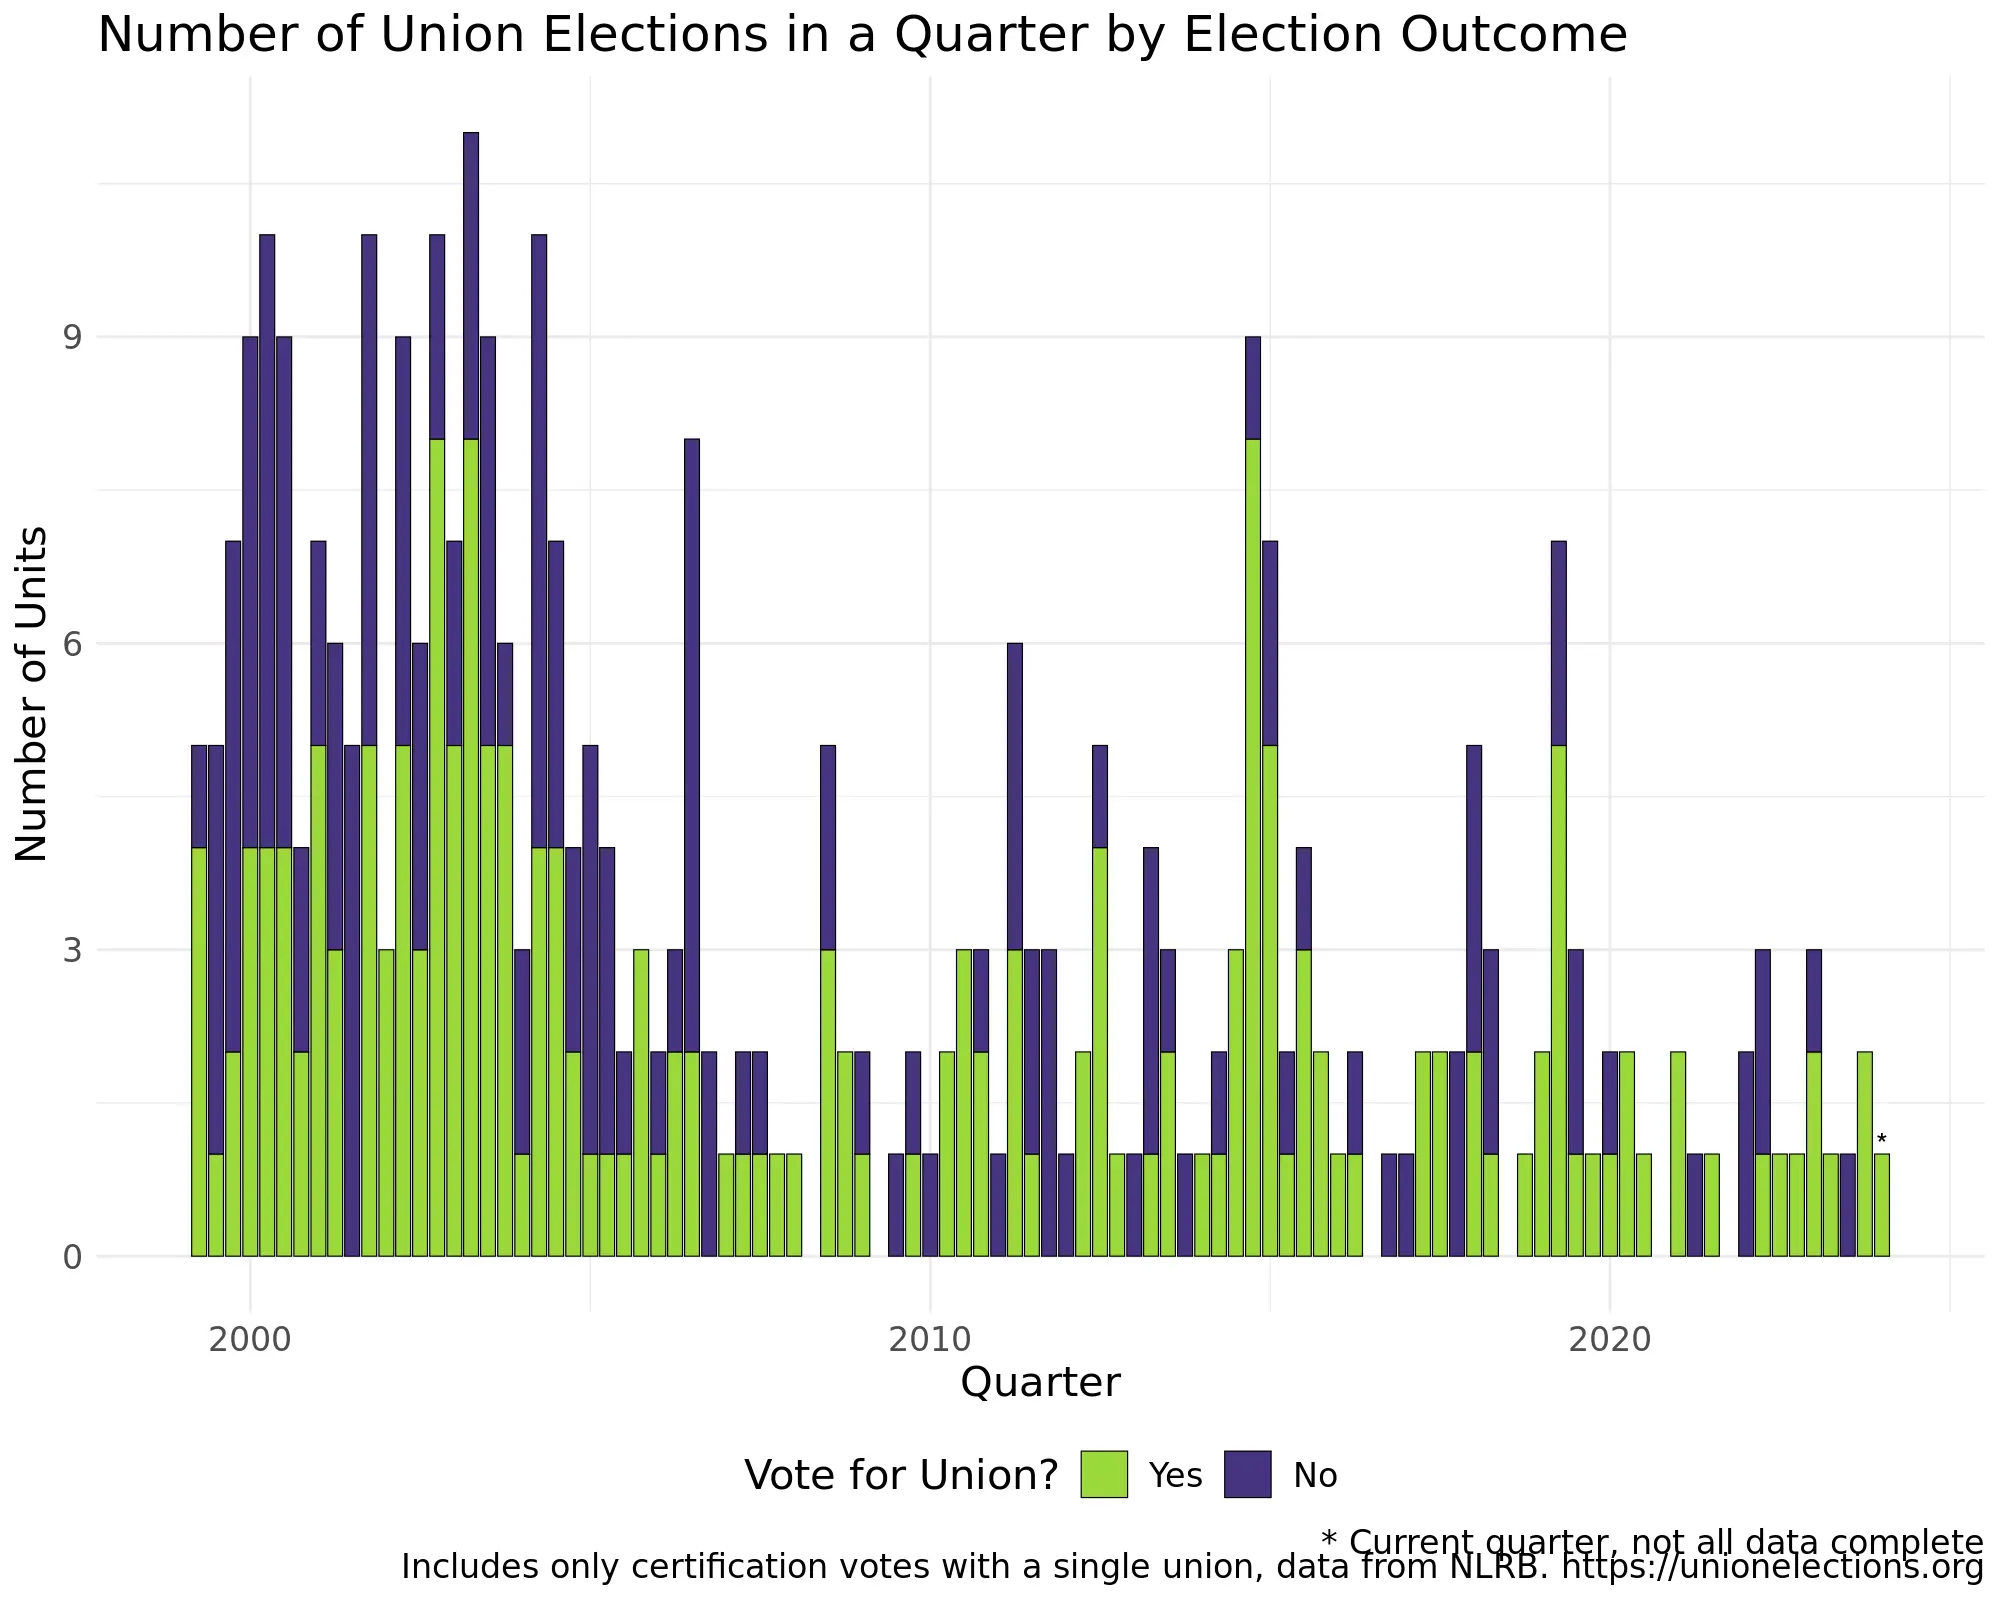 Number of Union Elections in a Quarter by Election Outcome
Number of Units
9
6
3
0
*
2000 2010 2020
Quarter
Vote for Union? Yes No
* Current quarter, not all data complete
Includes only certification votes with a single union, data from NLRB. https://unionelections.org